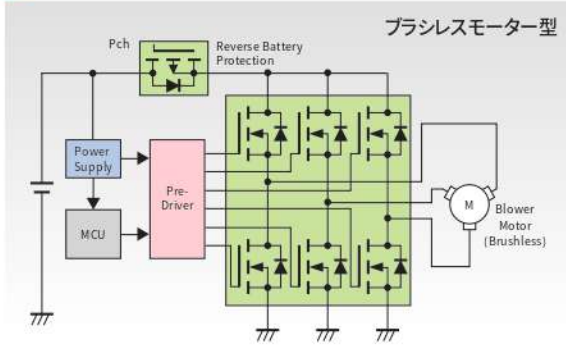 ブラシレスモーター型
Pch
Reverse Battery
Protection
Power
Supply
Pre-
Driver
MCU
M
Blower
Motor
(Brushless)